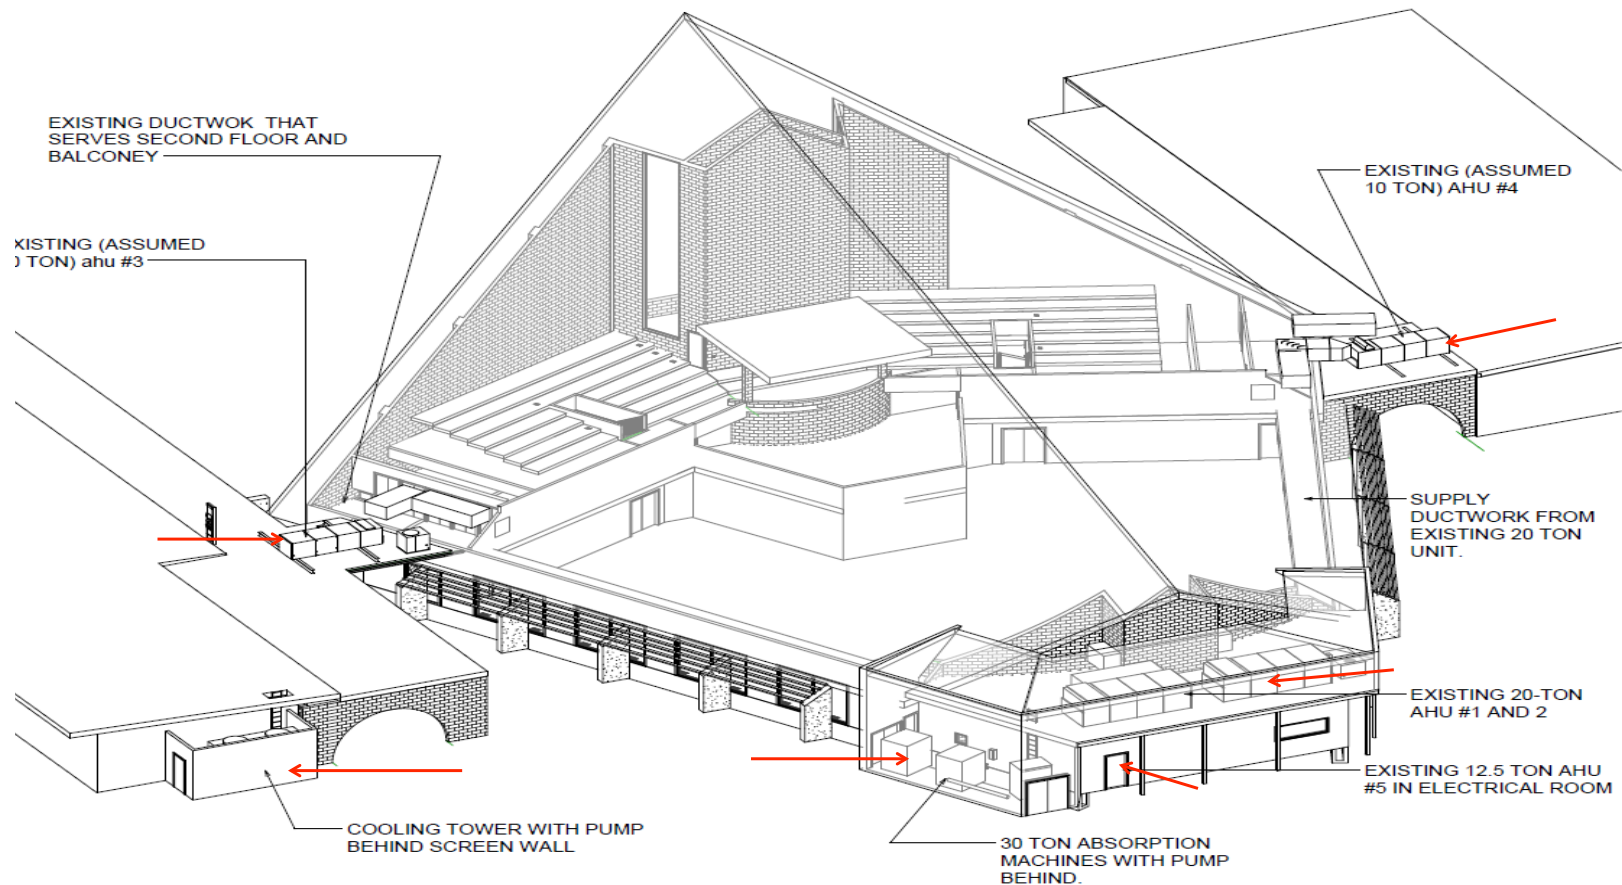 EXISTING DUCTWOK THAT
SERVES SECOND FLOOR AND
BALCONEY
EXISTING (ASSUMED
10 TON) AHU #4
XISTING (ASSUMED
TON) ahu #3
SUPPLY
DUCTWORK FROM
EXISTING 20 TON
UNIT.
EXISTING 20-TON
AHU #1 AND 2
EXISTING 12.5 TON AHU
#5 IN ELECTRICAL ROOM
COOLING TOWER WITH PUMP
BEHIND SCREEN WALL
30 TON ABSORPTION
MACHINES WITH PUMP
BEHIND.